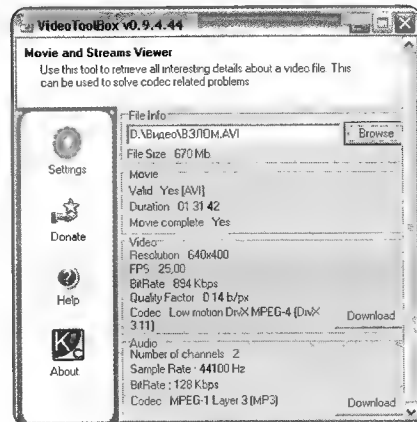 VideoToolBox v0.9.4.44
Movie and Streams Viewer
Use this tool to retrieve all interesting details about a video file. This
can be used to solve codec related problems
Settings
Donate
Help
About
File Info
D:\Видео\ВЗЛОМ.AVI
Browse
File Size 670 Mb
Movie
Valid Yes [AVI]
Duration 01 31 42
Movie complete Yes
Video
Resolution 640x400
FPS 25,00
BitRate 894 Kbps
Quality Factor 0 14 b/px
Codec Low motion DivX MPEG-4 (DivX
3 11)
Download
Audio
Number of channels 2
Sample Rate : 44100 Hz
BitRate : 128 Kbps
Codec MPEG-1 Layer 3 (MP3)
Download